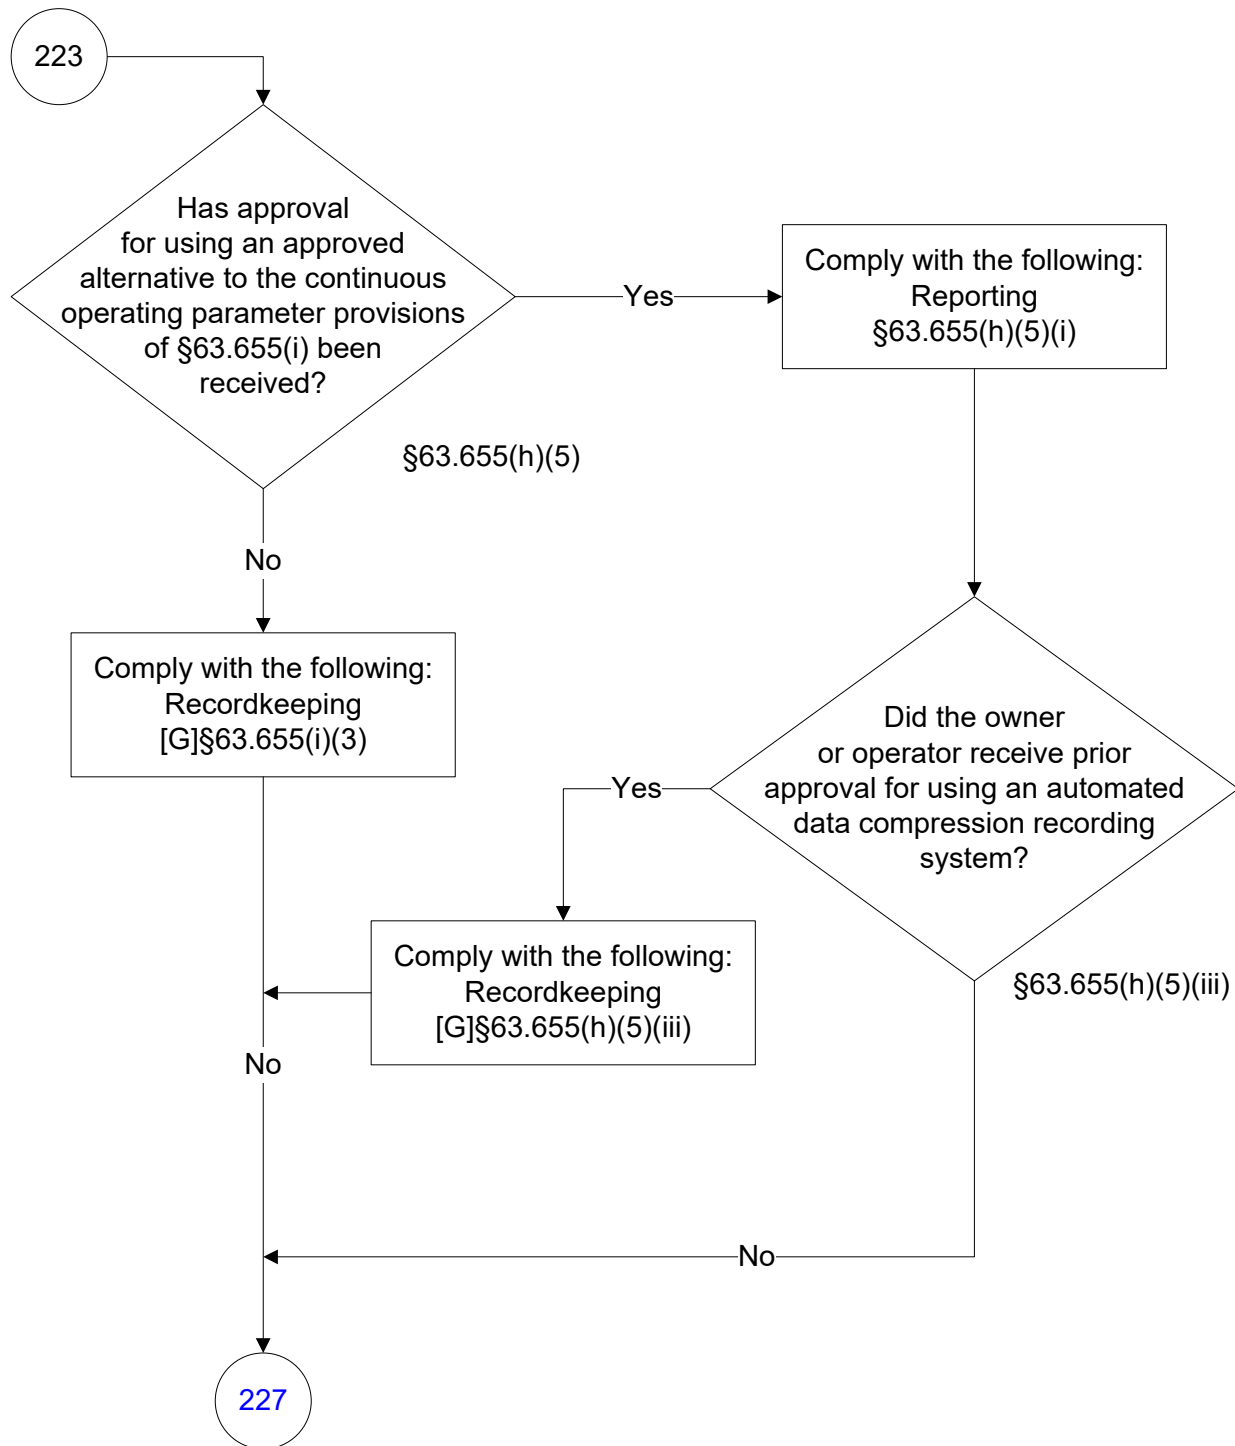 223
Has approval
for using an approved
alternative to the continuous
operating parameter provisions
of §63.655(i) been
received?
§63.655(h)(5)
Yes
Comply with the following:
Reporting
§63.655(h)(5)(i)
No
Comply with the following:
Recordkeeping
[G]§63.655(i)(3)
Did the owner
or operator receive prior
approval for using an automated
data compression recording
system?
§63.655(h)(5)(iii)
Yes
Comply with the following:
Recordkeeping
[G]§63.655(h)(5)(iii)
No
No
227